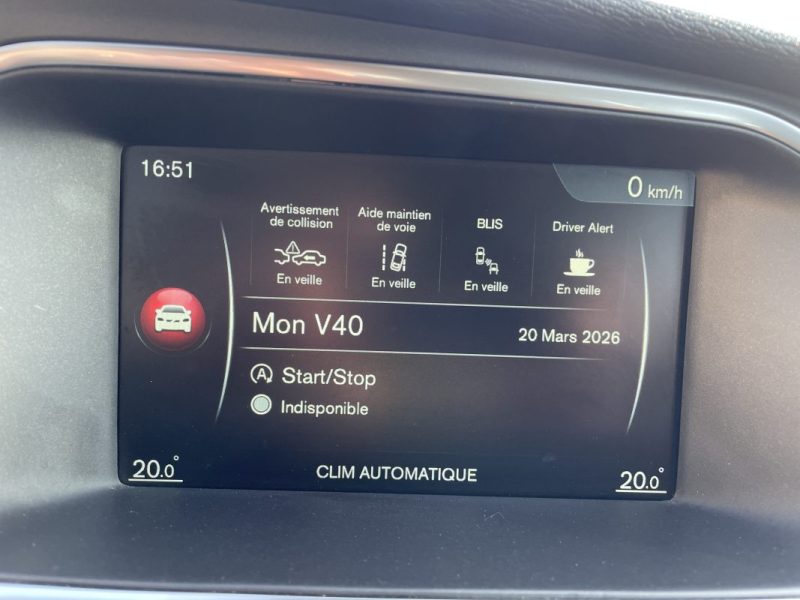 16:51
0 km/h
Avertissement
de collision
En veille
Aide maintien
de voie
En veille
BLIS
En veille
Driver Alert
En veille
Mon V40
20 Mars 2026
A Start/Stop
Indisponible
20.0°
CLIM AUTOMATIQUE
20.0°